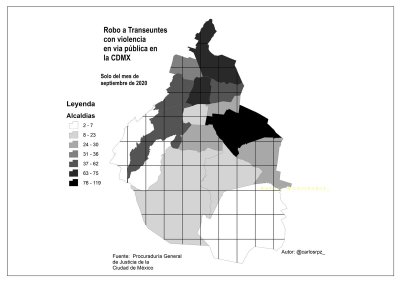 Robo a Transeuntes
con violencia
en vía pública en
la CDMX
Solo del mes de
septiembre de 2020
Leyenda
Alcaldías
2 - 7
8 - 23
24 - 30
31 - 36
37 - 62
63 - 75
76 - 119
Autor: @carlosrpz_
Fuente: Procuraduría General
de Justicia de la
Ciudad de México